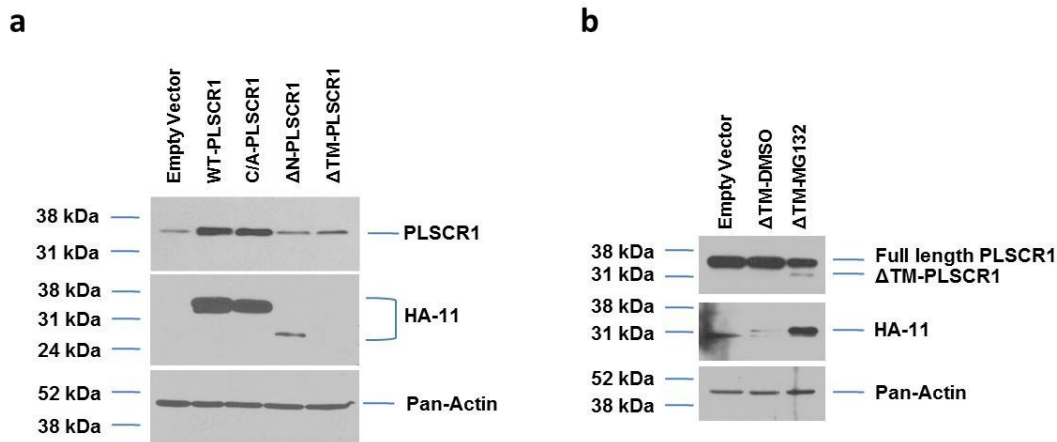 a
Empty Vector
WT-PLSCR1
C/A-PLSCR1
ΔN-PLSCR1
ΔTM-PLSCR1
38 kDa
31 kDa
PLSCR1
38 kDa
31 kDa
24 kDa
HA-11
52 kDa
38 kDa
Pan-Actin
b
Empty Vector
ΔTM-DMSO
ΔTM-MG132
38 kDa
31 kDa
Full length PLSCR1
ΔTM-PLSCR1
38 kDa
31 kDa
HA-11
52 kDa
38 kDa
Pan-Actin